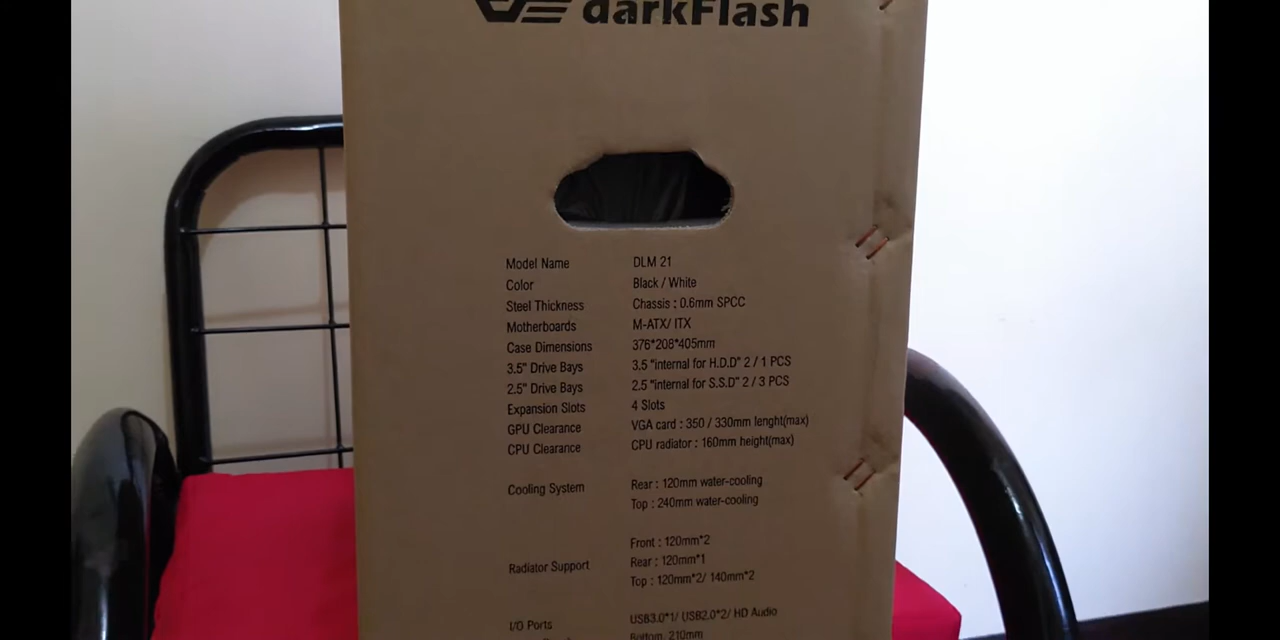 darkFlash
Model Name DLM 21
Color Black / White
Steel Thickness Chassis : 0.6mm SPCC
Motherboards M-ATX/ ITX
Case Dimensions 376*208*405mm
3.5" Drive Bays 3.5 "internal for H.D.D" 2 / 1 PCS
2.5" Drive Bays 2.5 "internal for S.S.D" 2 / 3 PCS
Expansion Slots 4 Slots
GPU Clearance VGA card : 350 / 330mm lenght(max)
CPU Clearance CPU radiator : 160mm height(max)
Cooling System Rear : 120mm water-cooling
Top : 240mm water-cooling
Front : 120mm*2
Radiator Support Rear : 120mm*1
Top : 120mm*2/ 140mm*2
I/O Ports USB3.0*1/ USB2.0*2/ HD Audio
Bottom, 210mm